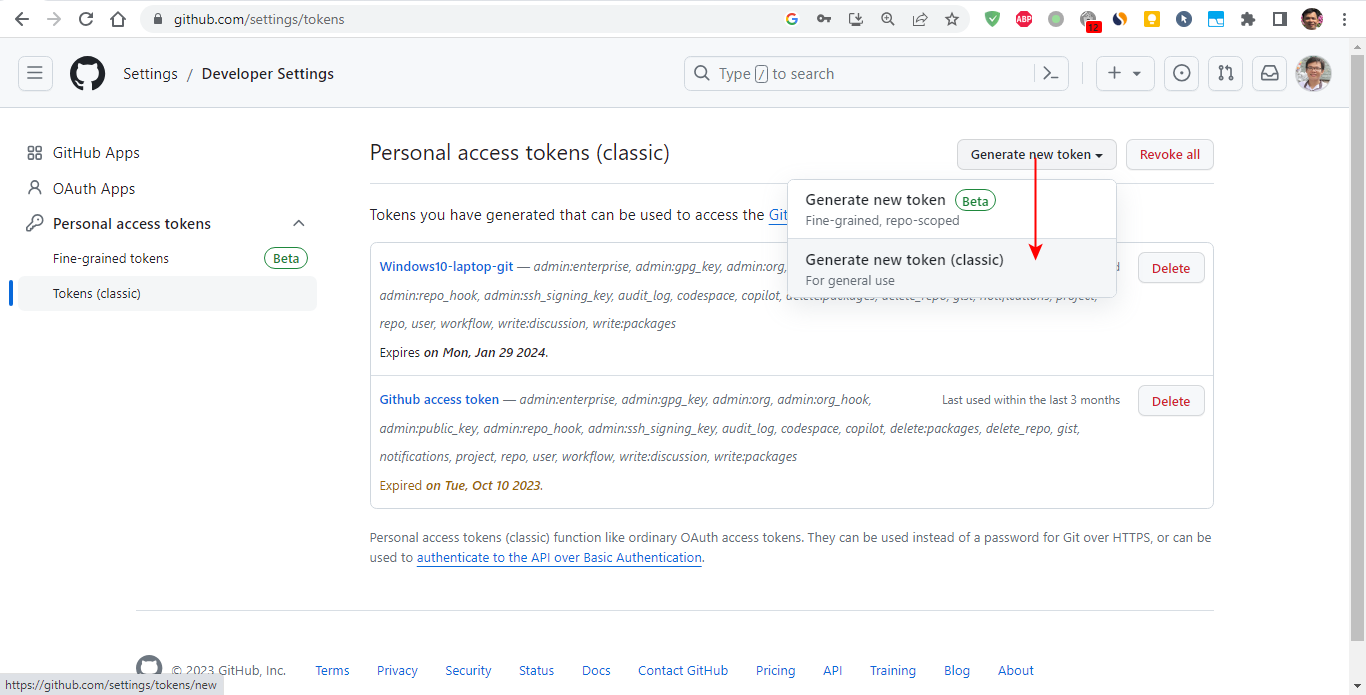 github.com/settings/tokens
ABP
12
Settings / Developer Settings
Type / to search
GitHub Apps
OAuth Apps
Personal access tokens
Fine-grained tokens Beta
Tokens (classic)
Personal access tokens (classic)
Generate new token
Revoke all
Generate new token Beta
Fine-grained, repo-scoped
Generate new token (classic)
For general use
Tokens you have generated that can be used to access the Git
Windows10-laptop-git — admin:enterprise, admin:gpg_key, admin:org,
Delete
admin:repo_hook, admin:ssh_signing_key, audit_log, codespace, copilot, delete:packages, delete_repo, gist, notifications, project,
repo, user, workflow, write:discussion, write:packages
Expires on Mon, Jan 29 2024.
Github access token — admin:enterprise, admin:gpg_key, admin:org, admin:org_hook,
Last used within the last 3 months
Delete
admin:public_key, admin:repo_hook, admin:ssh_signing_key, audit_log, codespace, copilot, delete:packages, delete_repo, gist,
notifications, project, repo, user, workflow, write:discussion, write:packages
Expired on Tue, Oct 10 2023.
Personal access tokens (classic) function like ordinary OAuth access tokens. They can be used instead of a password for Git over HTTPS, or can be
used to authenticate to the API over Basic Authentication.
© 2023 GitHub, Inc. Terms Privacy Security Status Docs Contact GitHub Pricing API Training Blog About
https://github.com/settings/tokens/new